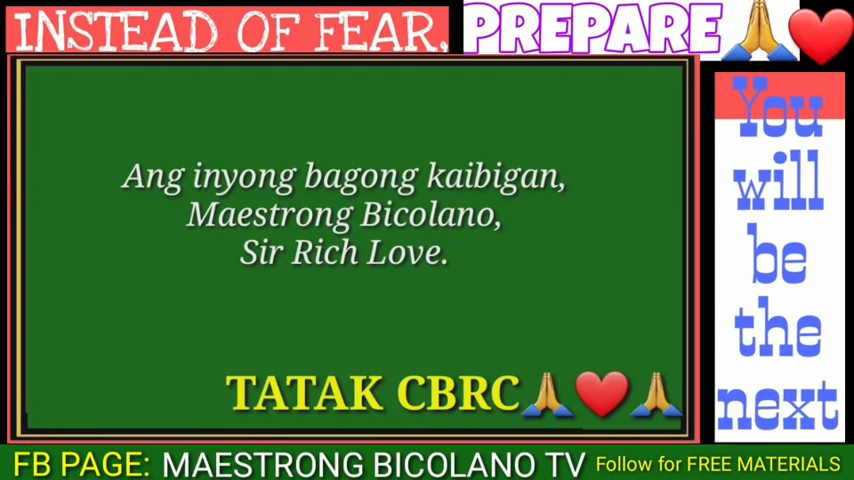 INSTEAD OF FEAR, PREPARE🙏❤️
Ang inyong bagong kaibigan,
Maestrong Bicolano,
Sir Rich Love.
TATAK CBRC🙏❤️🙏
You
will
be
the
next
FB PAGE: MAESTRONG BICOLANO TV Follow for FREE MATERIALS